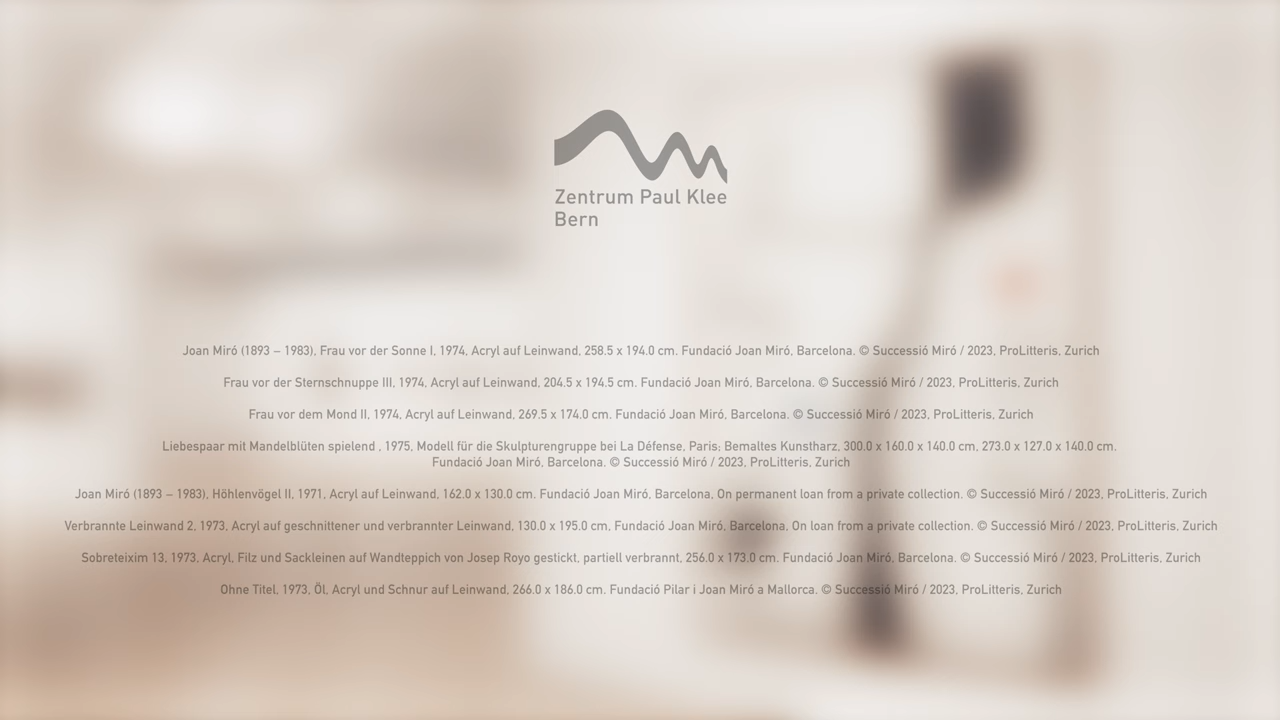 Zentrum Paul Klee
Bern
Joan Miró (1893 – 1983), Frau vor der Sonne I, 1974, Acryl auf Leinwand, 258.5 x 194.0 cm. Fundació Joan Miró, Barcelona. © Successió Miró / 2023, ProLitteris, Zurich
Frau vor der Sternschnuppe III, 1974, Acryl auf Leinwand, 204.5 x 194.5 cm. Fundació Joan Miró, Barcelona. © Successió Miró / 2023, ProLitteris, Zurich
Frau vor dem Mond II, 1974, Acryl auf Leinwand, 269.5 x 174.0 cm. Fundació Joan Miró, Barcelona. © Successió Miró / 2023, ProLitteris, Zurich
Liebespaar mit Mandelblüten spielend , 1975, Modell für die Skulpturengruppe bei La Défense, Paris; Bemaltes Kunstharz, 300.0 x 160.0 x 140.0 cm, 273.0 x 127.0 x 140.0 cm.
Fundació Joan Miró, Barcelona. © Successió Miró / 2023, ProLitteris, Zurich
Joan Miró (1893 – 1983), Höhlenvögel II, 1971, Acryl auf Leinwand, 162.0 x 130.0 cm. Fundació Joan Miró, Barcelona, On permanent loan from a private collection. © Successió Miró / 2023, ProLitteris, Zurich
Verbrannte Leinwand 2, 1973, Acryl auf geschnittener und verbrannter Leinwand, 130.0 x 195.0 cm, Fundació Joan Miró, Barcelona, On loan from a private collection. © Successió Miró / 2023, ProLitteris, Zurich
Sobreteixim 13, 1973, Acryl, Filz und Sackleinen auf Wandteppich von Josep Royo gestickt, partiell verbrannt, 256.0 x 173.0 cm. Fundació Joan Miró, Barcelona. © Successió Miró / 2023, ProLitteris, Zurich
Ohne Titel, 1973, Öl, Acryl und Schnur auf Leinwand, 266.0 x 186.0 cm. Fundació Pilar i Joan Miró a Mallorca. © Successió Miró / 2023, ProLitteris, Zurich